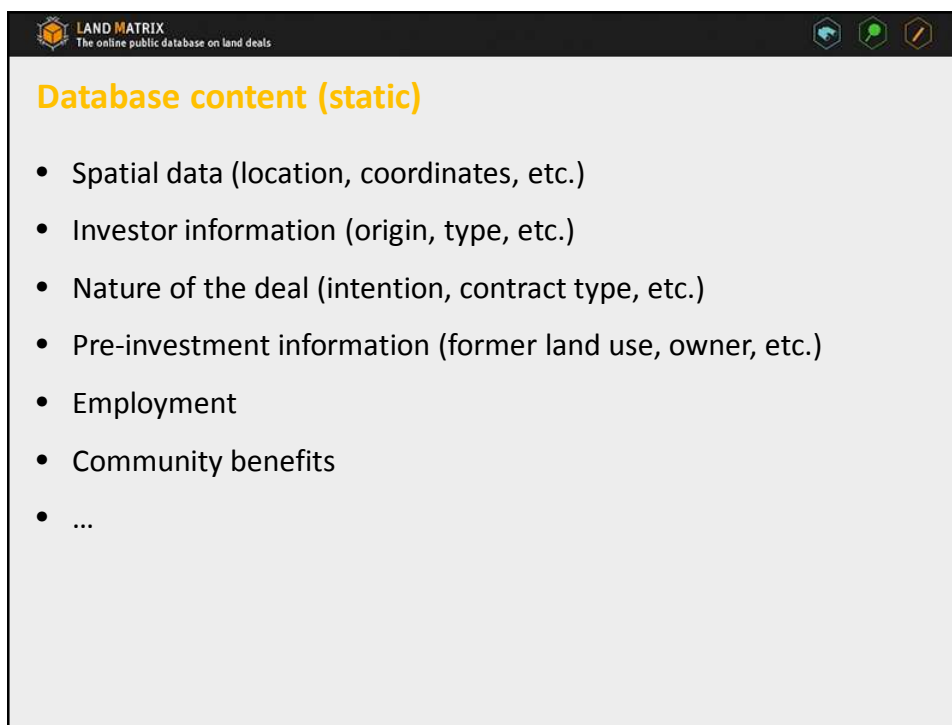 LAND MATRIX
The online public database on land deals
Database content (static)
• Spatial data (location, coordinates, etc.)
• Investor information (origin, type, etc.)
• Nature of the deal (intention, contract type, etc.)
• Pre-investment information (former land use, owner, etc.)
• Employment
• Community benefits
• ...